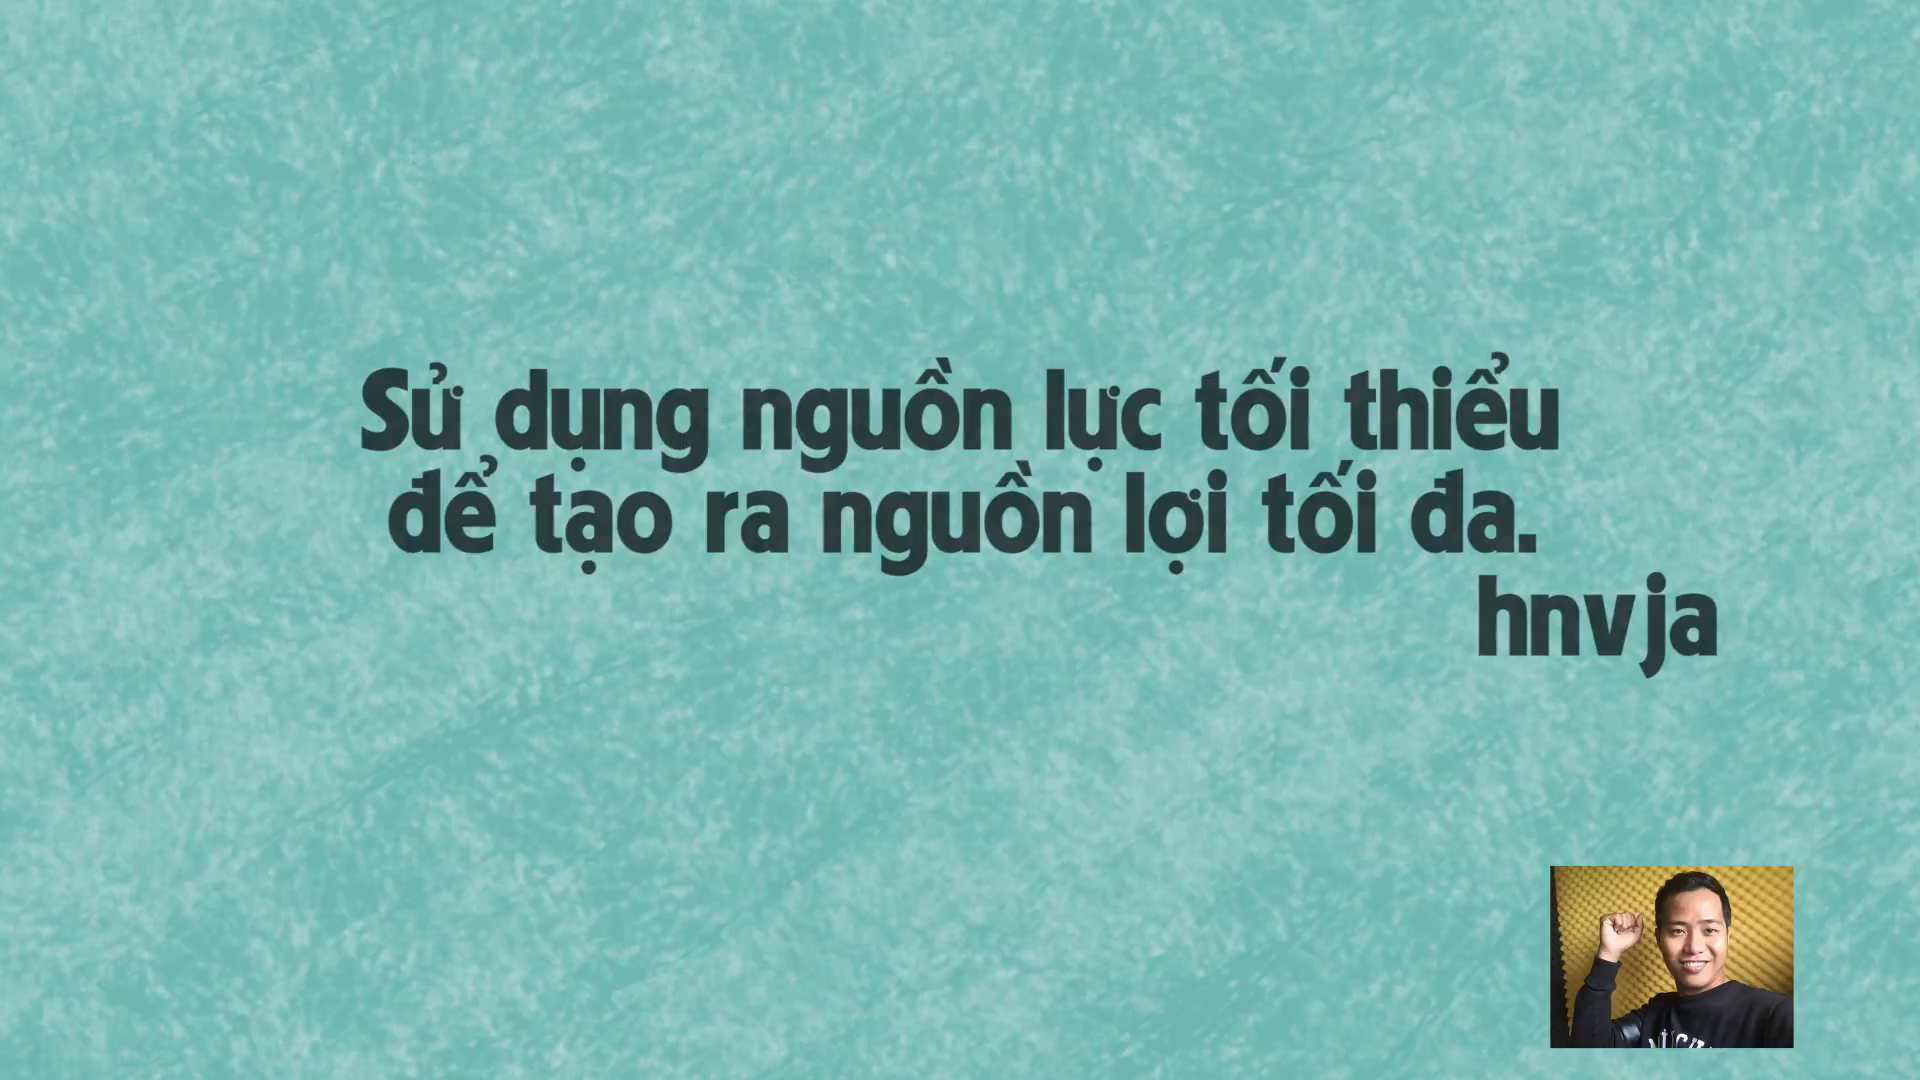 Sử dụng nguồn lực tối thiểu
để tạo ra nguồn lợi tối đa.
hnvja